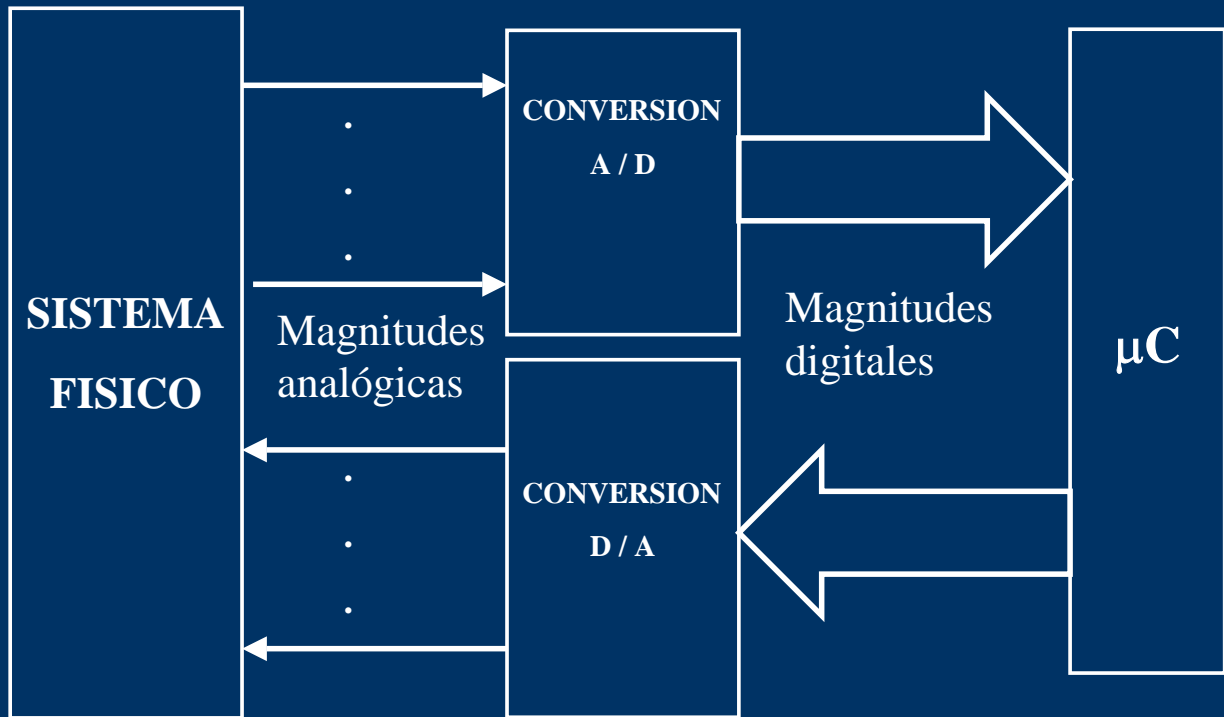 SISTEMA
FISICO
Magnitudes
analógicas
CONVERSION
A / D
CONVERSION
D / A
Magnitudes
digitales
μC